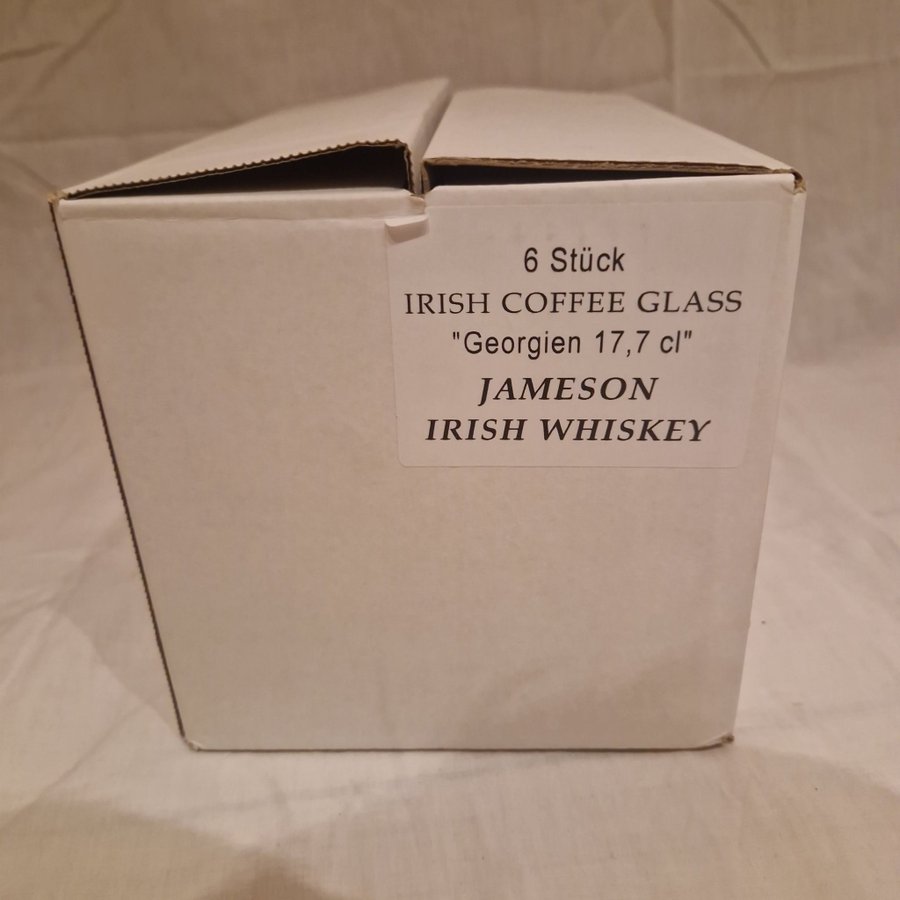 6 Stück
IRISH COFFEE GLASS
"Georgien 17,7 cl"
JAMESON
IRISH WHISKEY